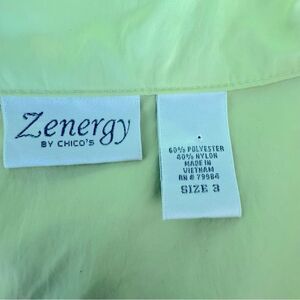 Zenergy
BY CHICO'S
60% POLYESTER
40% NYLON
MADE IN
VIETNAM
RN # 79984
SIZE 3